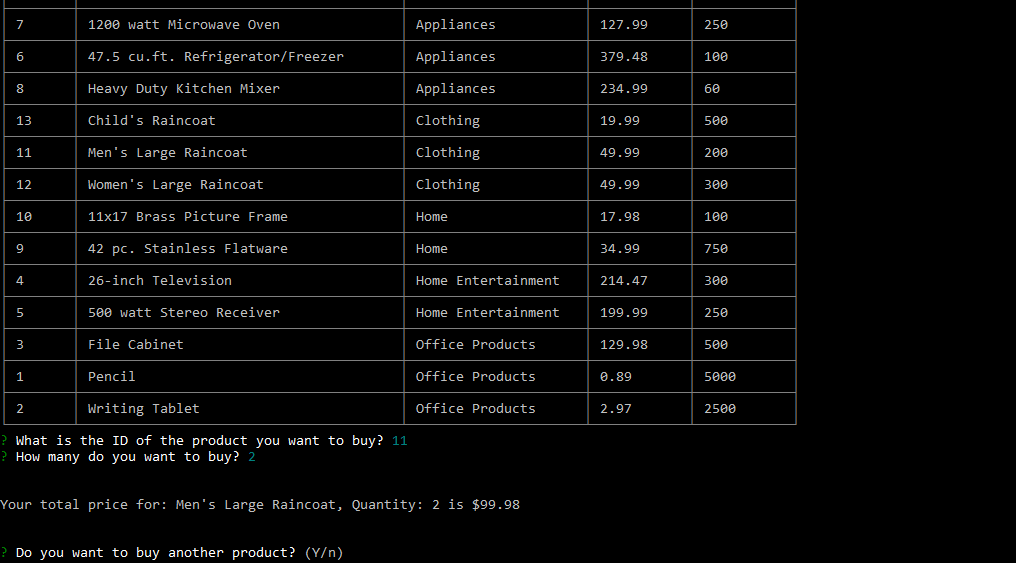 7 1200 watt Microwave Oven Appliances 127.99 250
6 47.5 cu.ft. Refrigerator/Freezer Appliances 379.48 100
8 Heavy Duty Kitchen Mixer Appliances 234.99 60
13 Child's Raincoat Clothing 19.99 500
11 Men's Large Raincoat Clothing 49.99 200
12 Women's Large Raincoat Clothing 49.99 300
10 11x17 Brass Picture Frame Home 17.98 100
9 42 pc. Stainless Flatware Home 34.99 750
4 26-inch Television Home Entertainment 214.47 300
5 500 watt Stereo Receiver Home Entertainment 199.99 250
3 File Cabinet Office Products 129.98 500
1 Pencil Office Products 0.89 5000
2 Writing Tablet Office Products 2.97 2500
? What is the ID of the product you want to buy? 11
? How many do you want to buy? 2
Your total price for: Men's Large Raincoat, Quantity: 2 is $99.98
? Do you want to buy another product? (Y/n)